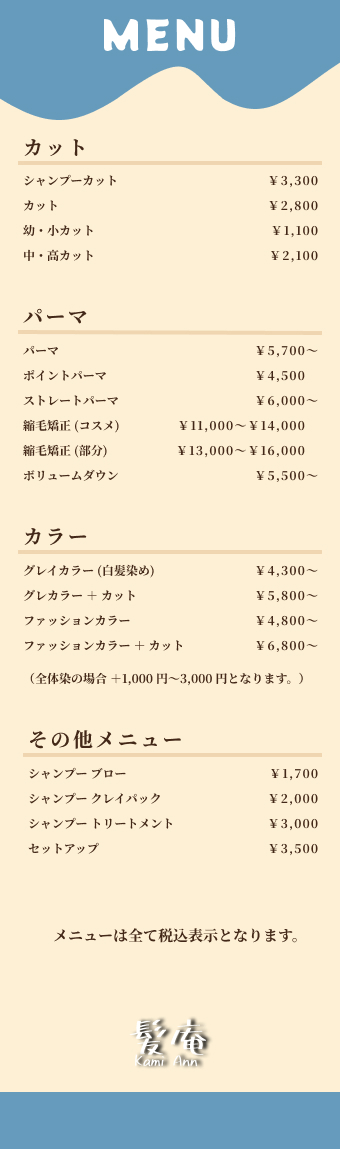 MENU
カット
シャンプーカット ￥3,300
カット ￥2,800
幼・小カット ￥1,100
中・高カット ￥2,100
パーマ
パーマ ￥5,700〜
ポイントパーマ ￥4,500
ストレートパーマ ￥6,000〜
縮毛矯正 (コスメ) ￥11,000〜￥14,000
縮毛矯正 (部分) ￥13,000〜￥16,000
ボリュームダウン ￥5,500〜
カラー
グレイカラー (白髪染め) ￥4,300〜
グレカラー ＋ カット ￥5,800〜
ファッションカラー ￥4,800〜
ファッションカラー ＋ カット ￥6,800〜
（全体染の場合 ＋1,000 円〜3,000 円となります。）
その他メニュー
シャンプー ブロー ￥1,700
シャンプー クレイパック ￥2,000
シャンプー トリートメント ￥3,000
セットアップ ￥3,500
メニューは全て税込表示となります。
髪庵
Kami Ann